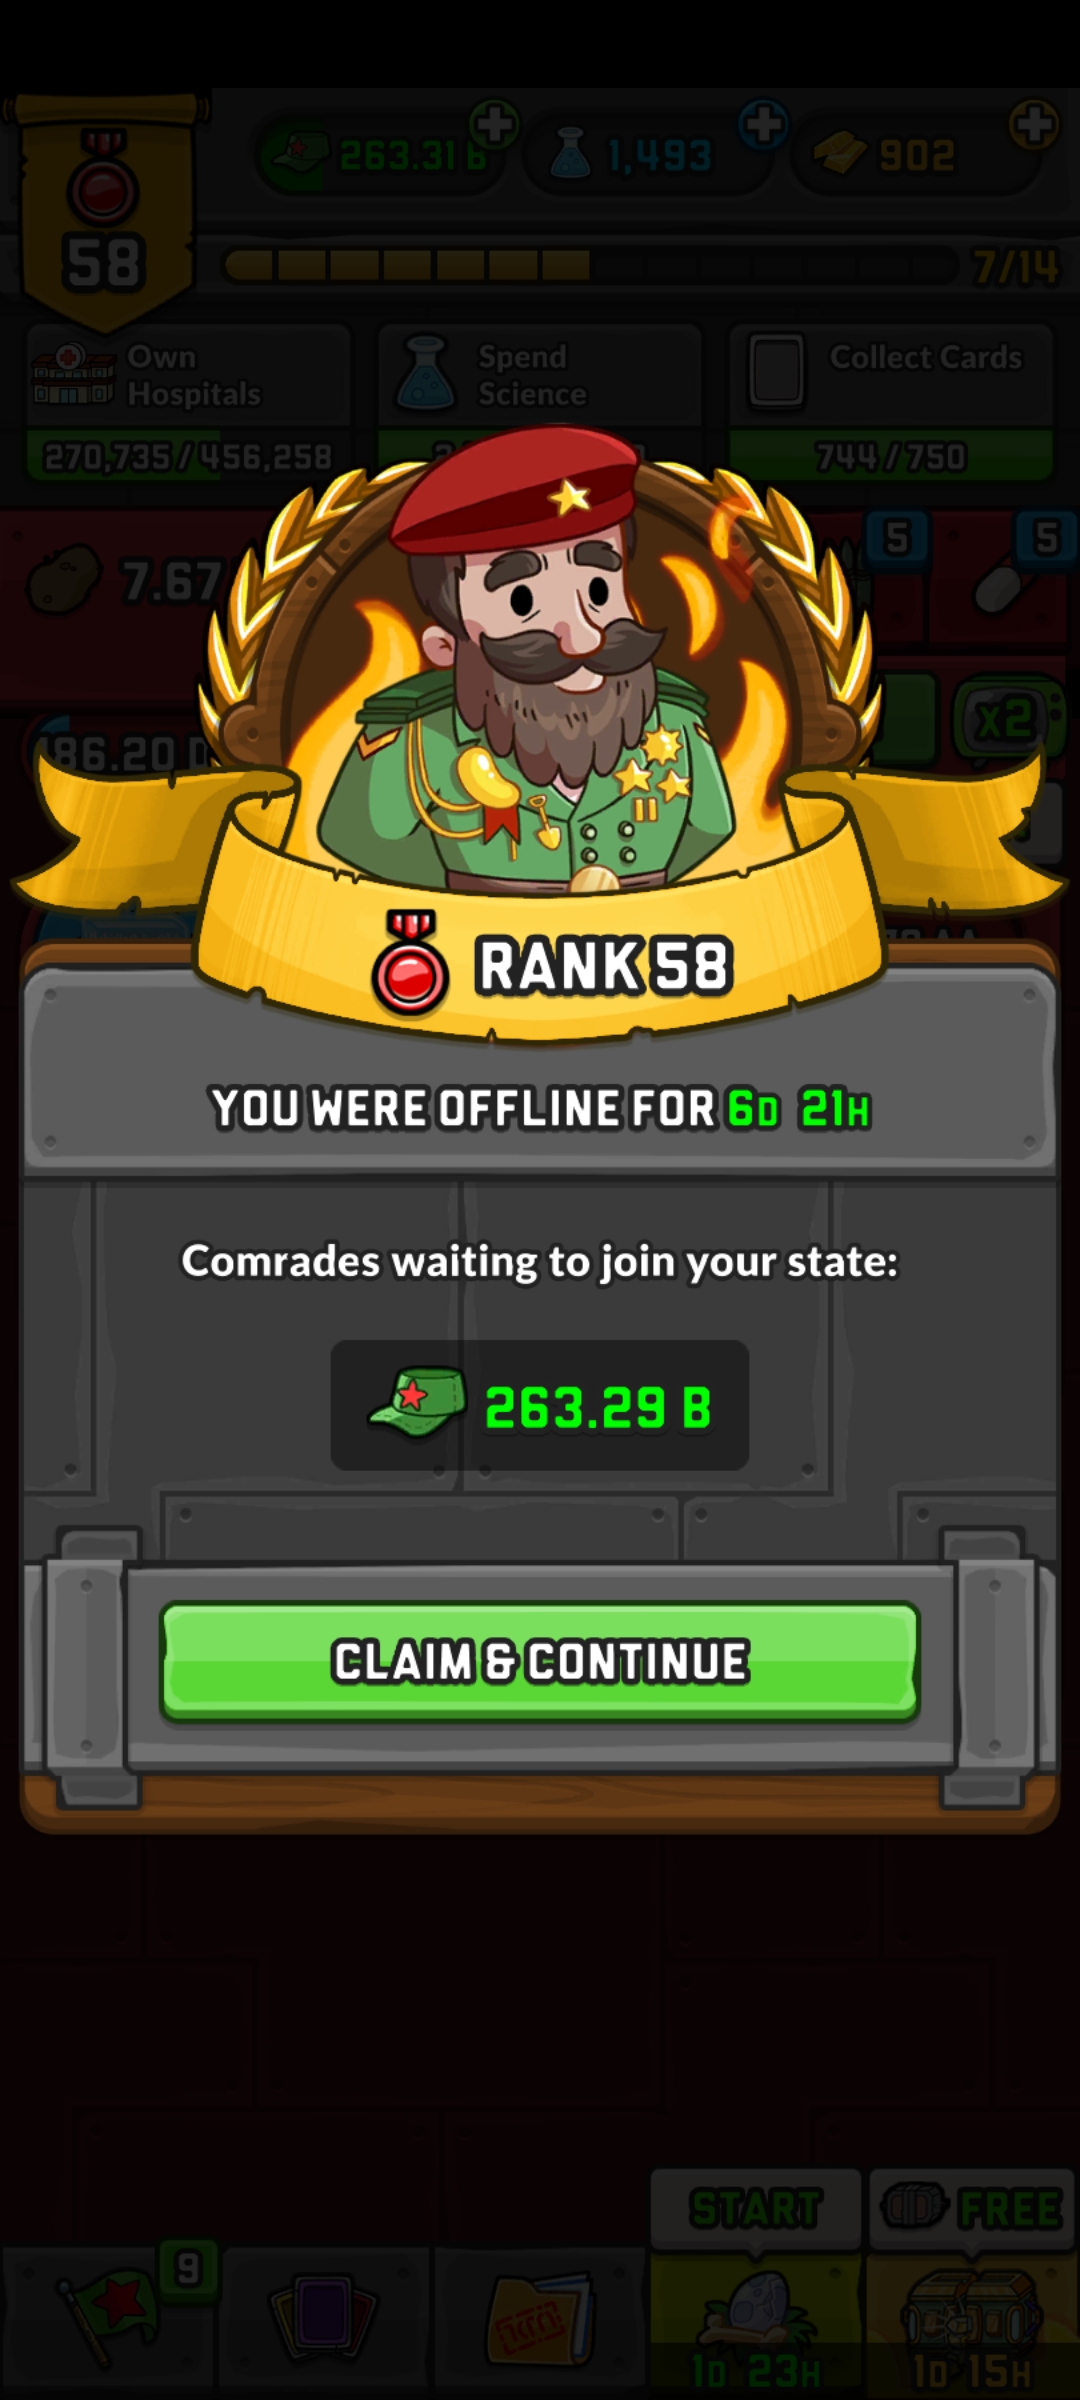 263.31 B
1,493
902
58
7/14
Own
Hospitals
Spend
Science
Collect Cards
270,735/456,258
744/750
5
5
7.67
x2
RANK 58
YOU WERE OFFLINE FOR 6D 21H
Comrades waiting to join your state:
263.29 B
CLAIM & CONTINUE
START
FREE
9
1D 23H
1D 15H